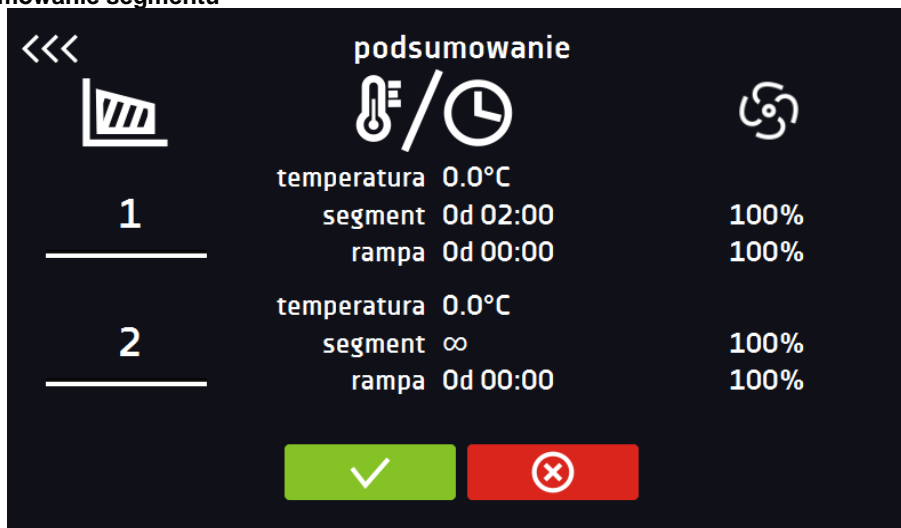 segmentu
<<<
podsumowanie
temperatura 0.0°C
1
segment 0d 02:00 100%
rampa 0d 00:00 100%
temperatura 0.0°C
2
segment ∞ 100%
rampa 0d 00:00 100%